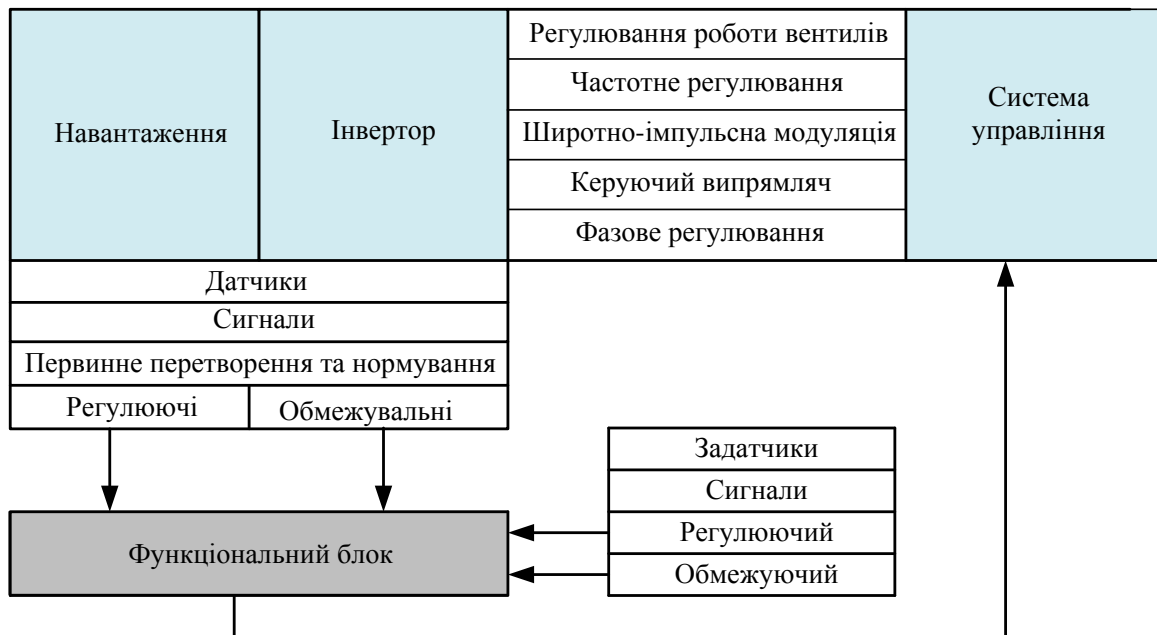 Навантаження
Інвертор
Регулювання роботи вентилів
Частотне регулювання
Широтно-імпульсна модуляція
Керуючий випрямляч
Фазове регулювання
Система
управління
Датчики
Сигнали
Первинне перетворення та нормування
Регулюючі
Обмежувальні
Задатчики
Сигнали
Регулюючий
Обмежуючий
Функціональний блок